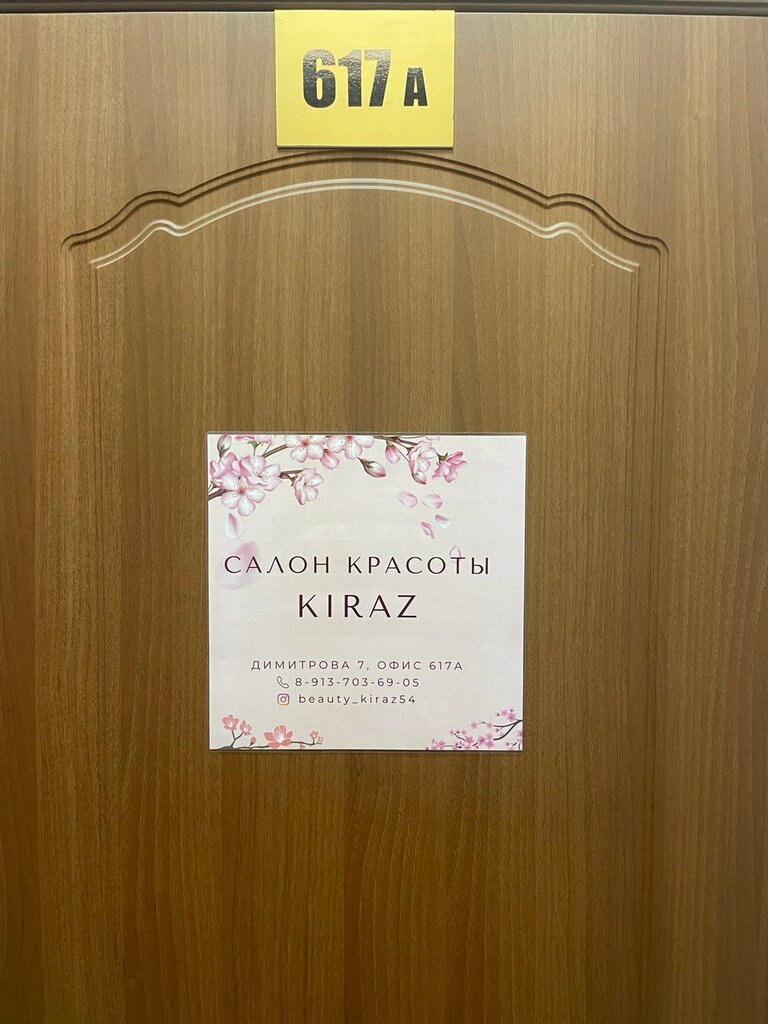 617 А
САЛОН КРАСОТЫ
KIRAZ
ДИМИТРОВА 7, ОФИС 617А
8-913-703-69-05
beauty_kiraz54